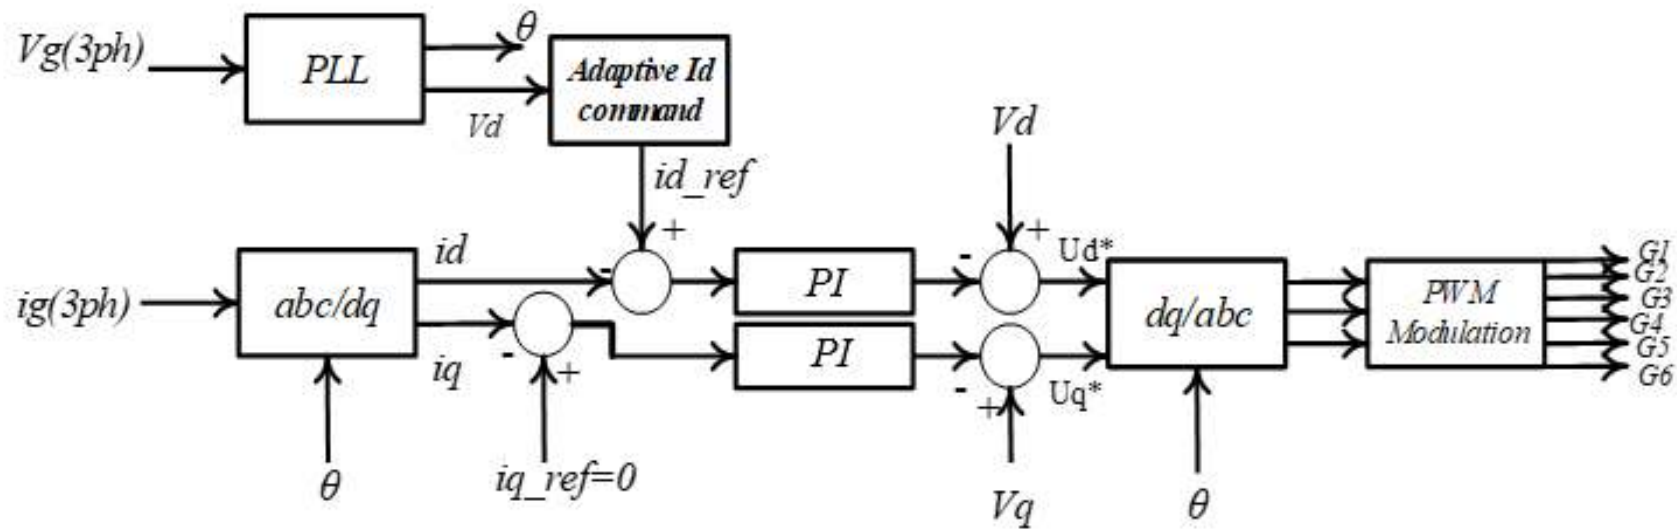 Vg(3ph)
PLL
θ
Vd
Adaptive Id
command
id_ref
+
Vd
+
ig(3ph)
abc/dq
id
-
PI
-
Ud*
dq/abc
PWM
Modulation
G1
G2
G3
G4
G5
G6
iq
-
+
PI
-
+
Uq*
θ
iq_ref=0
Vq
θ